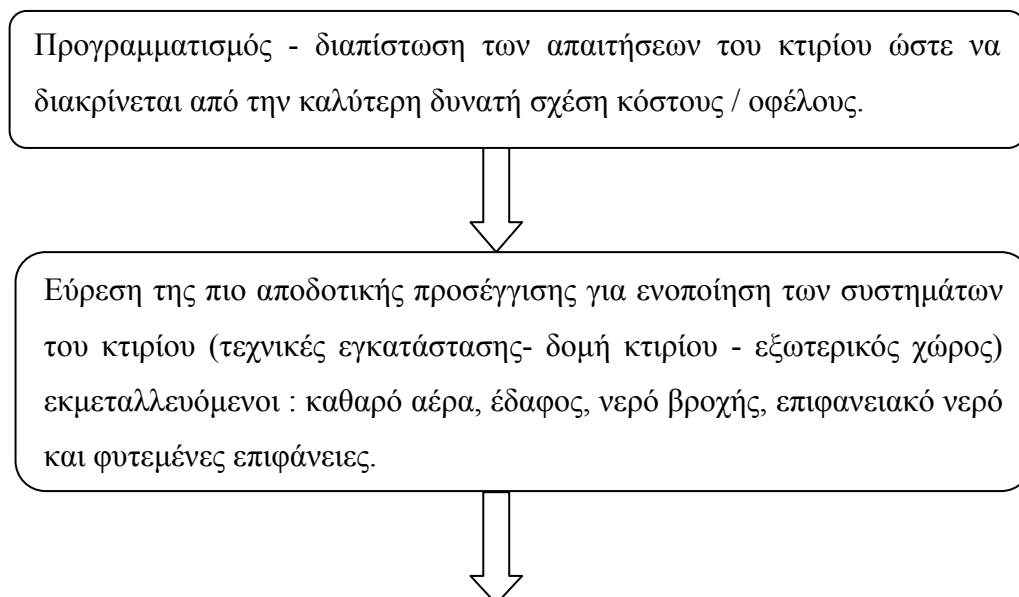 Προγραμματισμός - διαπίστωση των απαιτήσεων του κτιρίου ώστε να
διακρίνεται από την καλύτερη δυνατή σχέση κόστους / οφέλους.
Εύρεση της πιο αποδοτικής προσέγγισης για ενοποίηση των συστημάτων
του κτιρίου (τεχνικές εγκατάστασης- δομή κτιρίου - εξωτερικός χώρος)
εκμεταλλευόμενοι : καθαρό αέρα, έδαφος, νερό βροχής, επιφανειακό νερό
και φυτεμένες επιφάνειες.